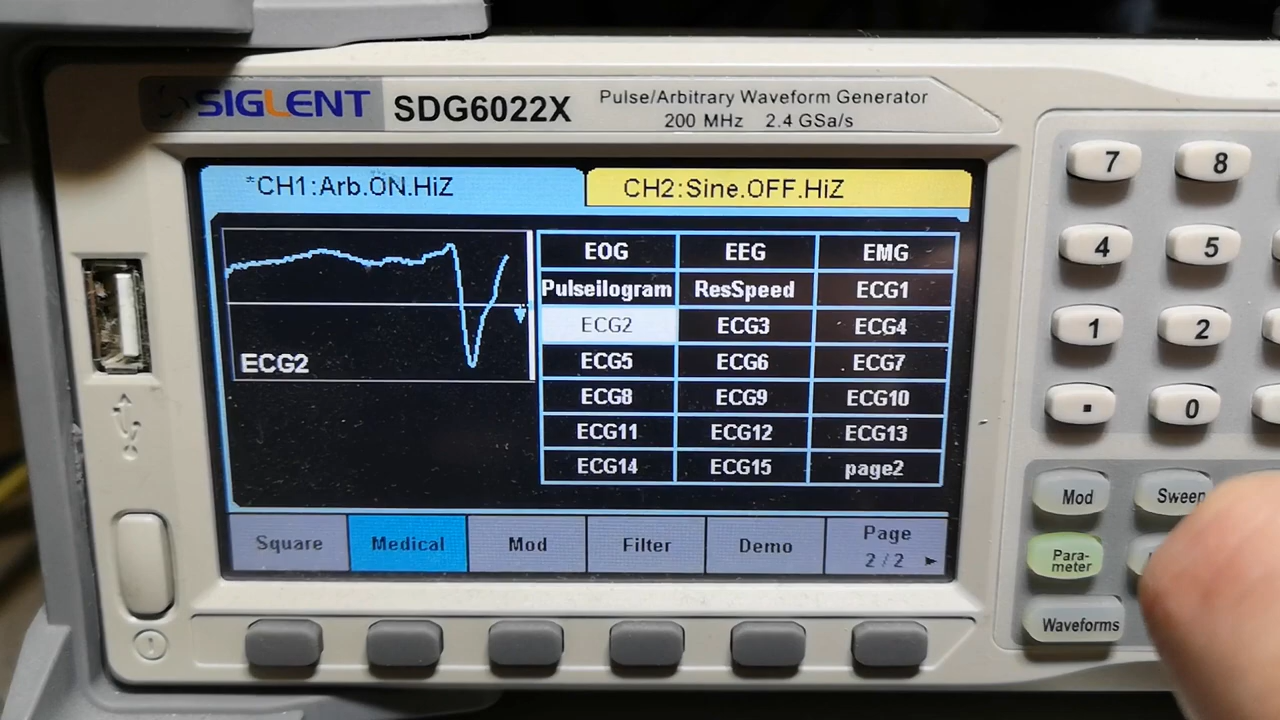 SIGLENT SDG6022X Pulse/Arbitrary Waveform Generator
200 MHz 2.4 GSa/s
*CH1:Arb.ON.HiZ CH2:Sine.OFF.HiZ
ECG2
EOG EEG EMG
Pulseilogram ResSpeed ECG1
ECG2 ECG3 ECG4
ECG5 ECG6 ECG7
ECG8 ECG9 ECG10
ECG11 ECG12 ECG13
ECG14 ECG15 page2
Square Medical Mod Filter Demo Page
2/2 ►
7 8
4 5
1 2
. 0
Mod Sweep
Para-
meter
Waveforms